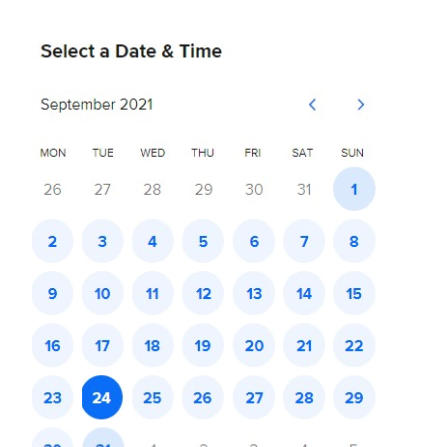 Select a Date & Time
September 2021
MON TUE WED THU FRI SAT SUN
26 27 28 29 30 31 1
2 3 4 5 6 7 8
9 10 11 12 13 14 15
16 17 18 19 20 21 22
23 24 25 26 27 28 29